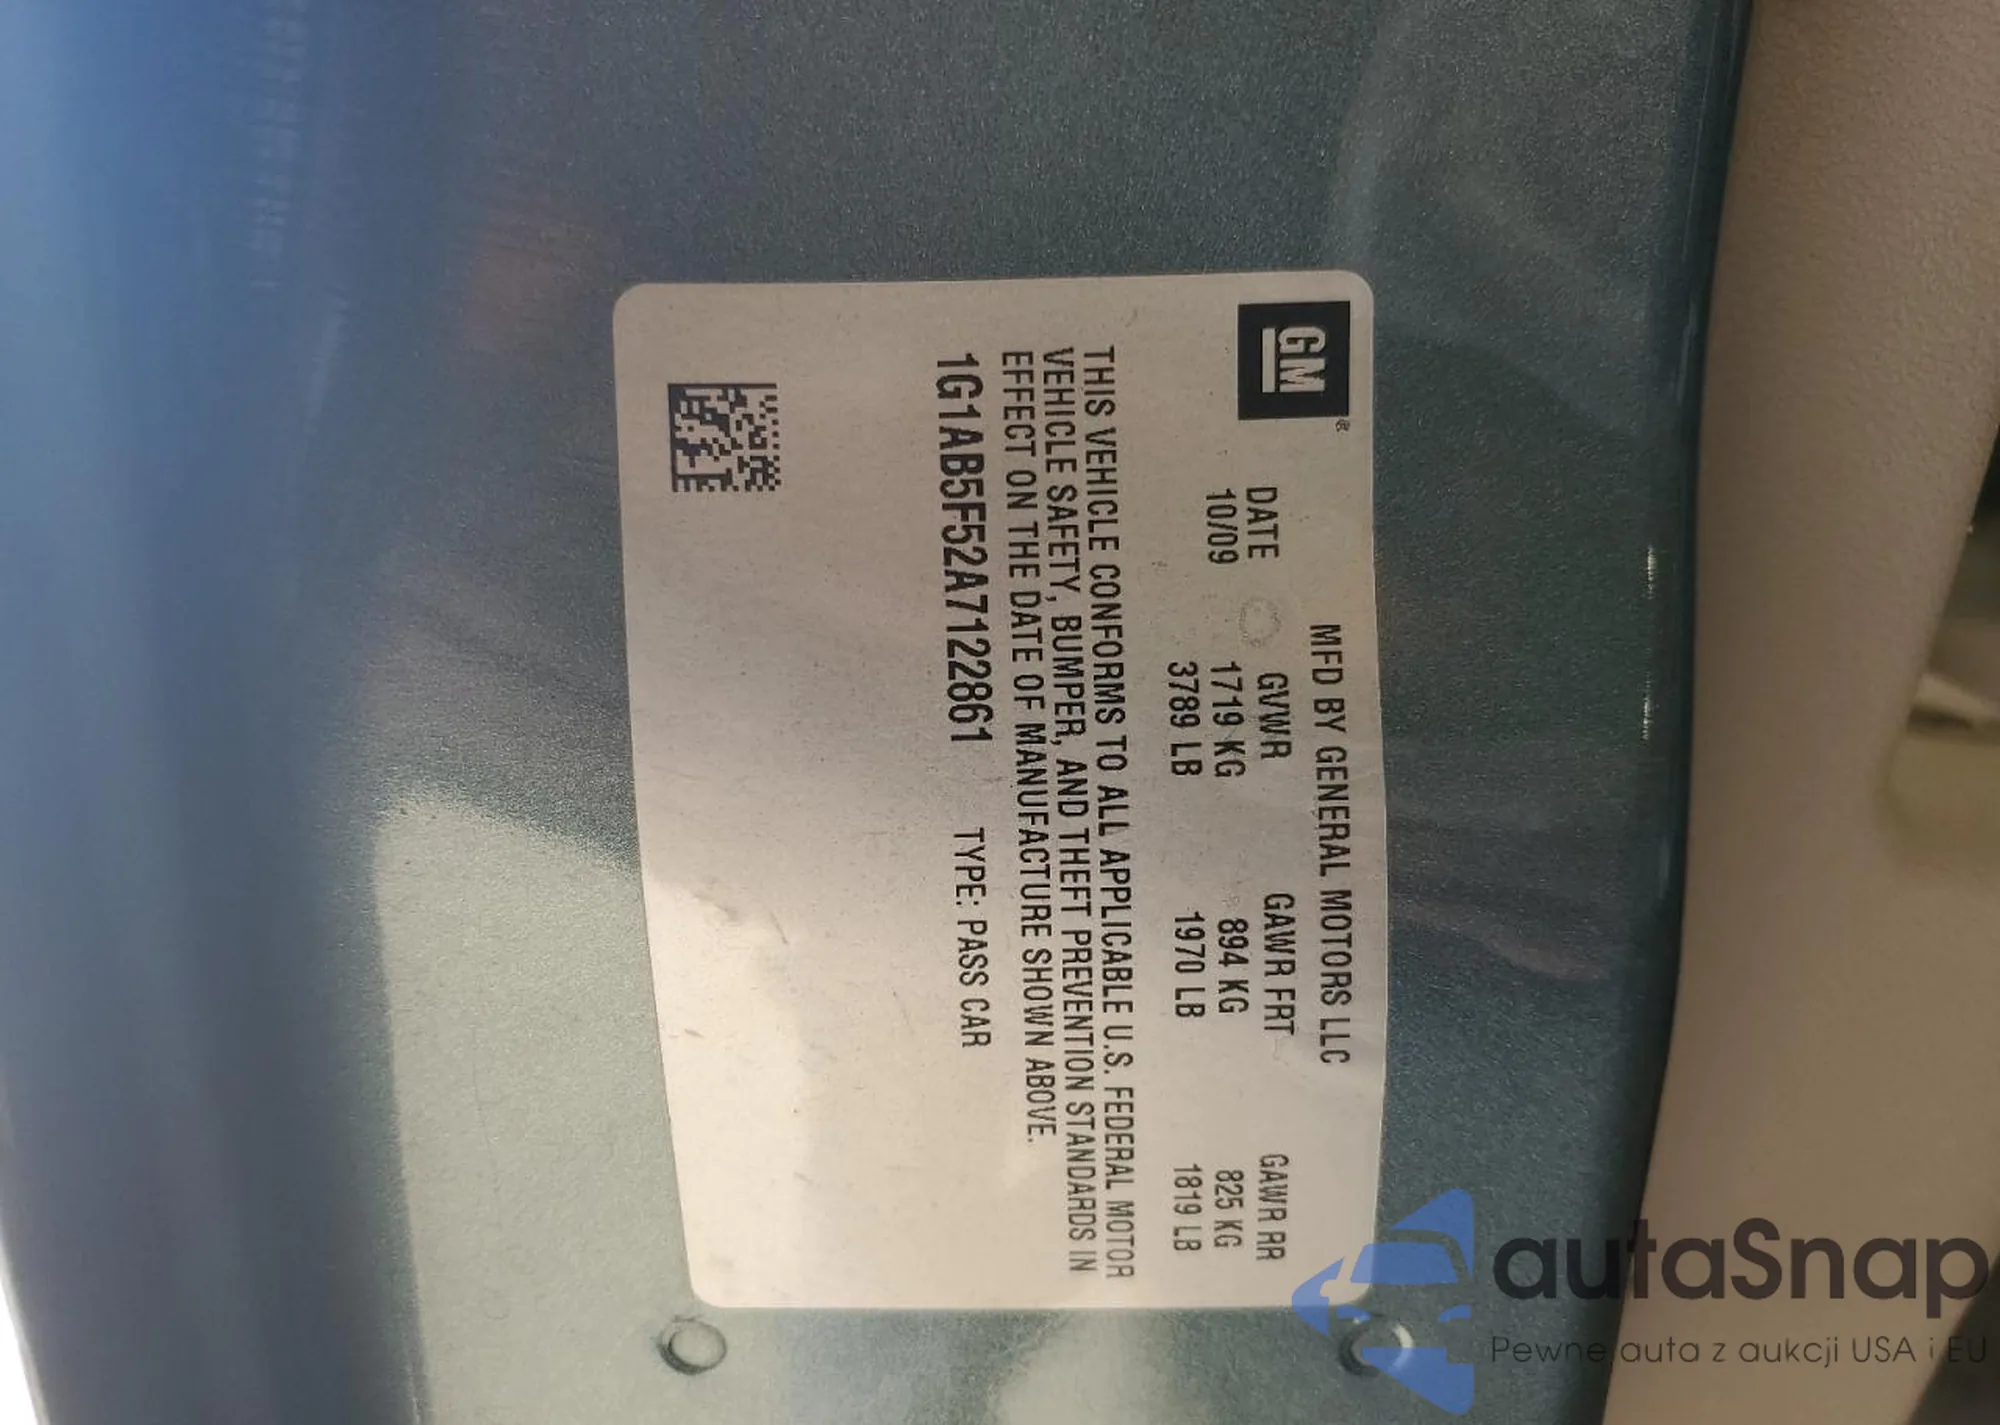 GM®
MFD BY GENERAL MOTORS LLC
DATE GVWR GAWR FRT GAWR RR
10/09 1719 KG 894 KG 825 KG
3789 LB 1970 LB 1819 LB
THIS VEHICLE CONFORMS TO ALL APPLICABLE U.S. FEDERAL MOTOR
VEHICLE SAFETY, BUMPER, AND THEFT PREVENTION STANDARDS IN
EFFECT ON THE DATE OF MANUFACTURE SHOWN ABOVE.
1G1AB5F52A7122861 TYPE: PASS CAR
autaSnap
Pewne auta z aukcji USA i EU